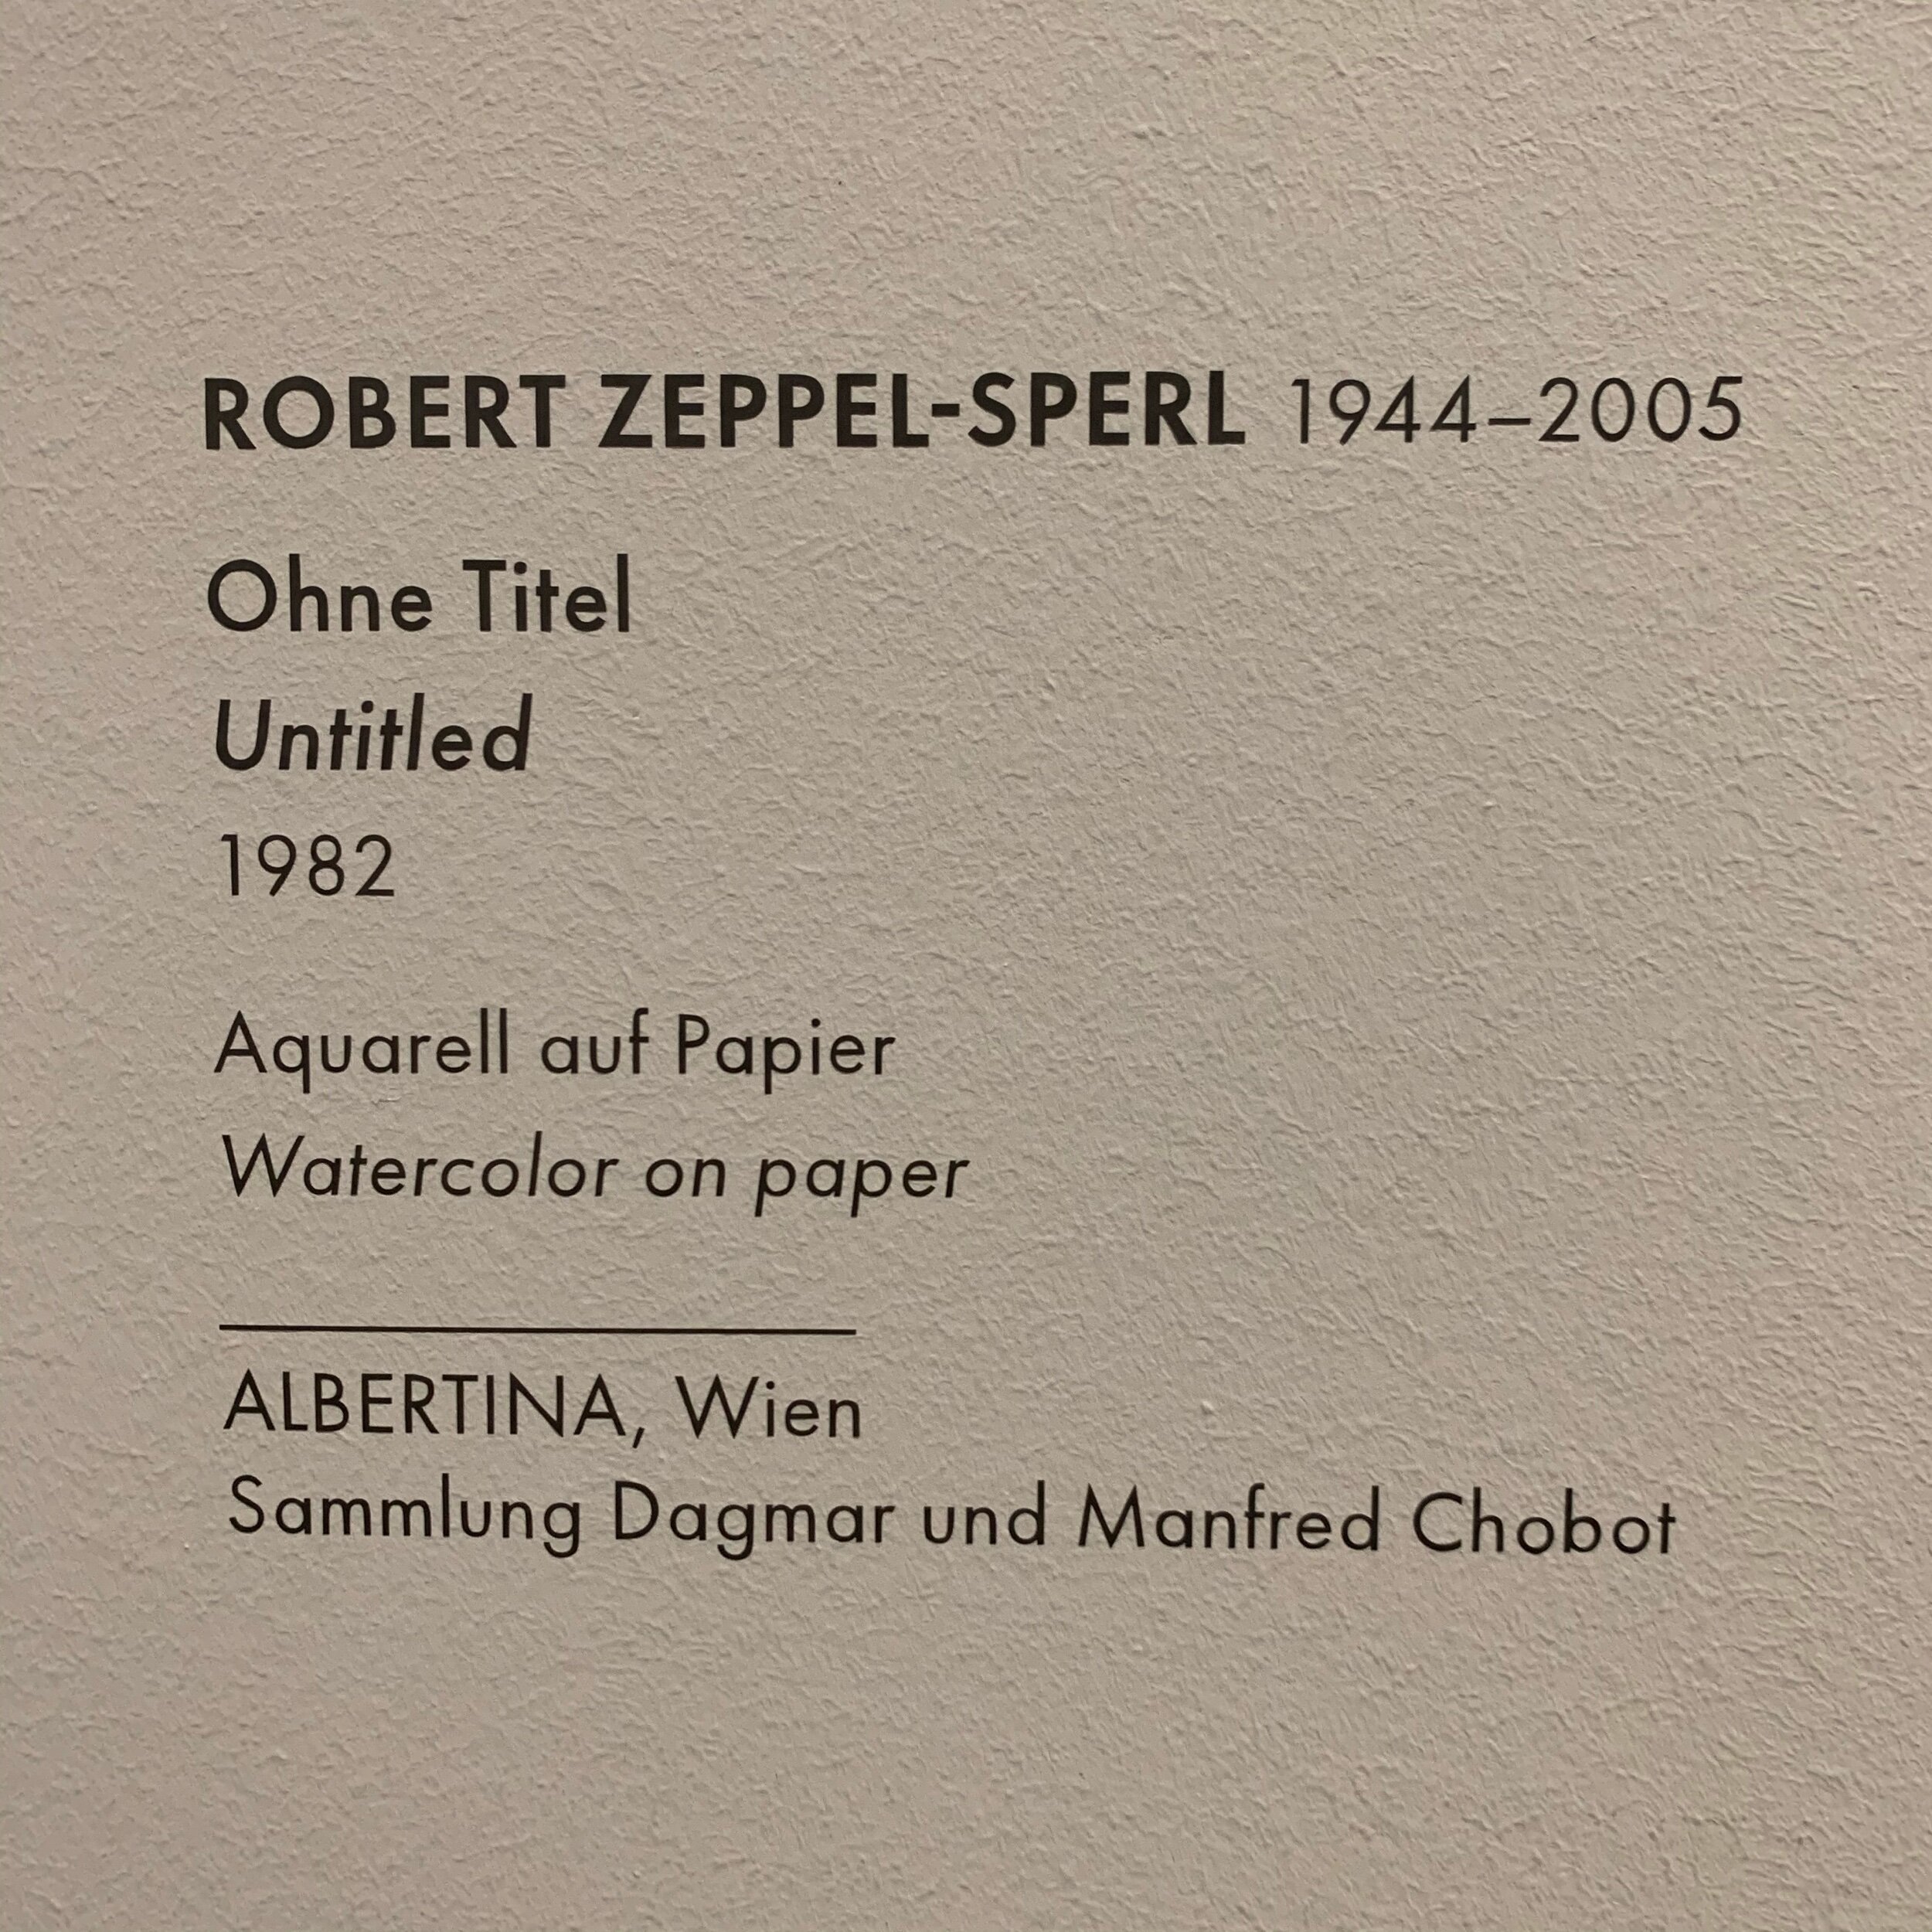 ROBERT ZEPPEL-SPERL 1944–2005
Ohne Titel
Untitled
1982
Aquarell auf Papier
Watercolor on paper
ALBERTINA, Wien
Sammlung Dagmar und Manfred Chobot